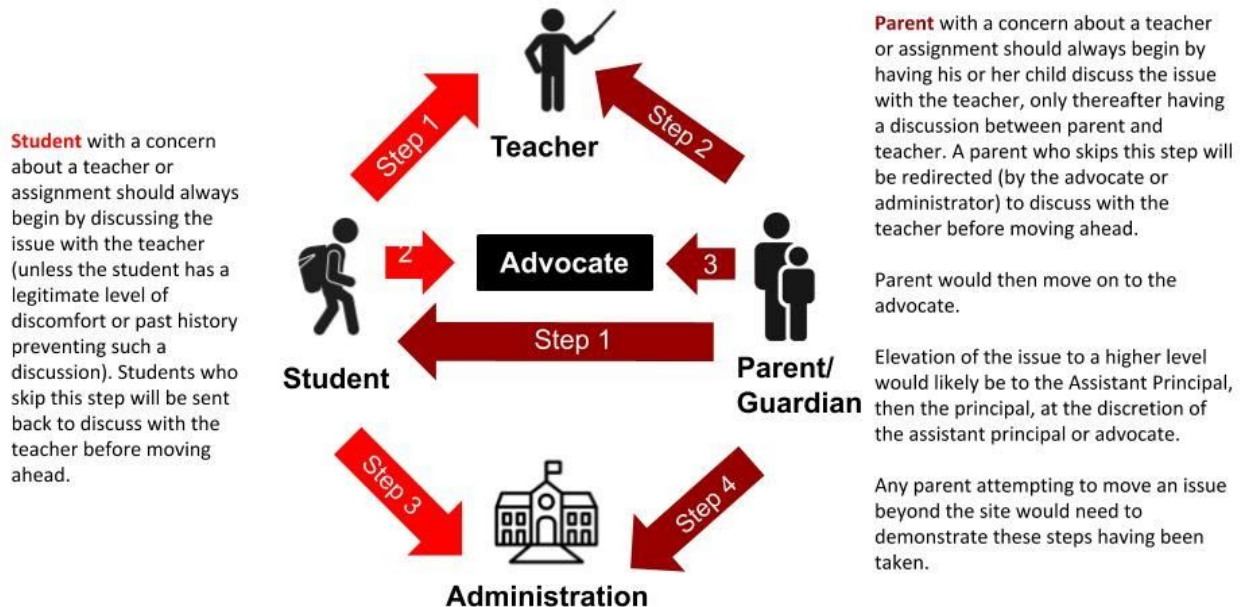 Student with a concern
about a teacher or
assignment should always
begin by discussing the
issue with the teacher
(unless the student has a
legitimate level of
discomfort or past history
preventing such a
discussion). Students who
skip this step will be sent
back to discuss with the
teacher before moving
ahead.
Step 1
Teacher
Step 2
2
Advocate
3
Step 1
Student
Parent/
Guardian
Step 3
Step 4
Administration
Parent with a concern about a teacher
or assignment should always begin by
having his or her child discuss the issue
with the teacher, only thereafter having
a discussion between parent and
teacher. A parent who skips this step will
be redirected (by the advocate or
administrator) to discuss with the
teacher before moving ahead.
Parent would then move on to the
advocate.
Elevation of the issue to a higher level
would likely be to the Assistant Principal,
then the principal, at the discretion of
the assistant principal or advocate.
Any parent attempting to move an issue
beyond the site would need to
demonstrate these steps having been
taken.